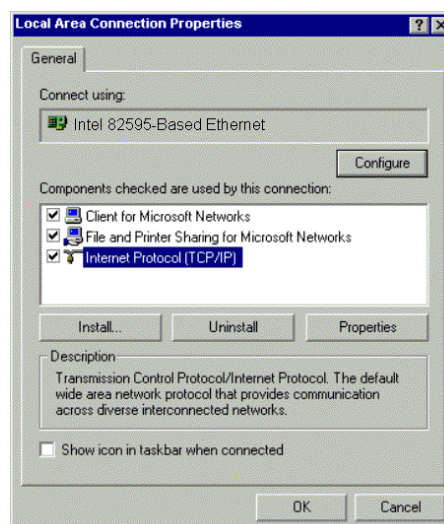 Local Area Connection Properties
General
Connect using:
Intel 82595-Based Ethernet
Configure
Components checked are used by this connection:
Client for Microsoft Networks
File and Printer Sharing for Microsoft Networks
Internet Protocol (TCP/IP)
Install... Uninstall Properties
Description
Transmission Control Protocol/Internet Protocol. The default
wide area network protocol that provides communication
across diverse interconnected networks.
Show icon in taskbar when connected
OK Cancel